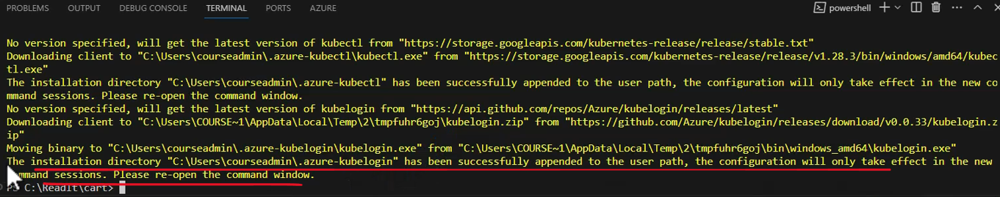 PROBLEMS OUTPUT DEBUG CONSOLE TERMINAL PORTS AZURE powershell
No version specified, will get the latest version of kubectl from "https://storage.googleapis.com/kubernetes-release/release/stable.txt"
Downloading client to "C:\Users\courseadmin\.azure-kubectl\kubectl.exe" from "https://storage.googleapis.com/kubernetes-release/release/v1.28.3/bin/windows/amd64/kubec
tl.exe"
The installation directory "C:\Users\courseadmin\.azure-kubectl" has been successfully appended to the user path, the configuration will only take effect in the new co
mmand sessions. Please re-open the command window.
No version specified, will get the latest version of kubelogin from "https://api.github.com/repos/Azure/kubelogin/releases/latest"
Downloading client to "C:\Users\COURSE~1\AppData\Local\Temp\2\tmpfuhr6goj\kubelogin.zip" from "https://github.com/Azure/kubelogin/releases/download/v0.0.33/kubelogin.z
ip"
Moving binary to "C:\Users\courseadmin\.azure-kubelogin\kubelogin.exe" from "C:\Users\COURSE~1\AppData\Local\Temp\2\tmpfuhr6goj\bin\windows_amd64\kubelogin.exe"
The installation directory "C:\Users\courseadmin\.azure-kubelogin" has been successfully appended to the user path, the configuration will only take effect in the new
command sessions. Please re-open the command window.
PS C:\ReadIt\cart>